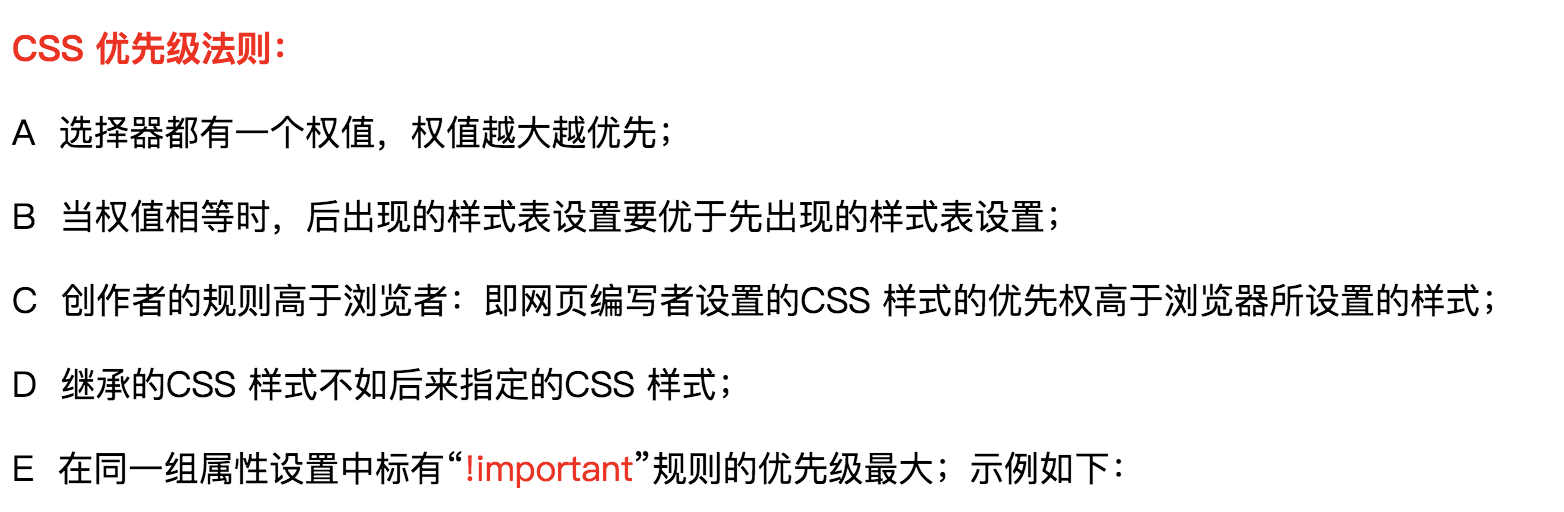 CSS 优先级法则：
A 选择器都有一个权值，权值越大越优先；
B 当权值相等时，后出现的样式表设置要优于先出现的样式表设置；
C 创作者的规则高于浏览者：即网页编写者设置的CSS 样式的优先权高于浏览器所设置的样式；
D 继承的CSS 样式不如后来指定的CSS 样式；
E 在同一组属性设置中标有“!important”规则的优先级最大；示例如下：